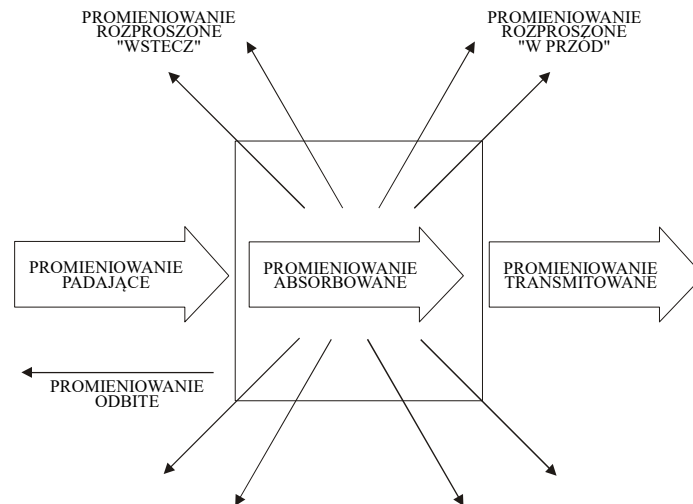 PROMIENIOWANIE
ROZPROSZONE
"WSTECZ"
PROMIENIOWANIE
ROZPROSZONE
"W PRZÓD"
PROMIENIOWANIE
PADAJĄCE
PROMIENIOWANIE
ABSORBOWANE
PROMIENIOWANIE
TRANSMITOWANE
PROMIENIOWANIE
ODBITE